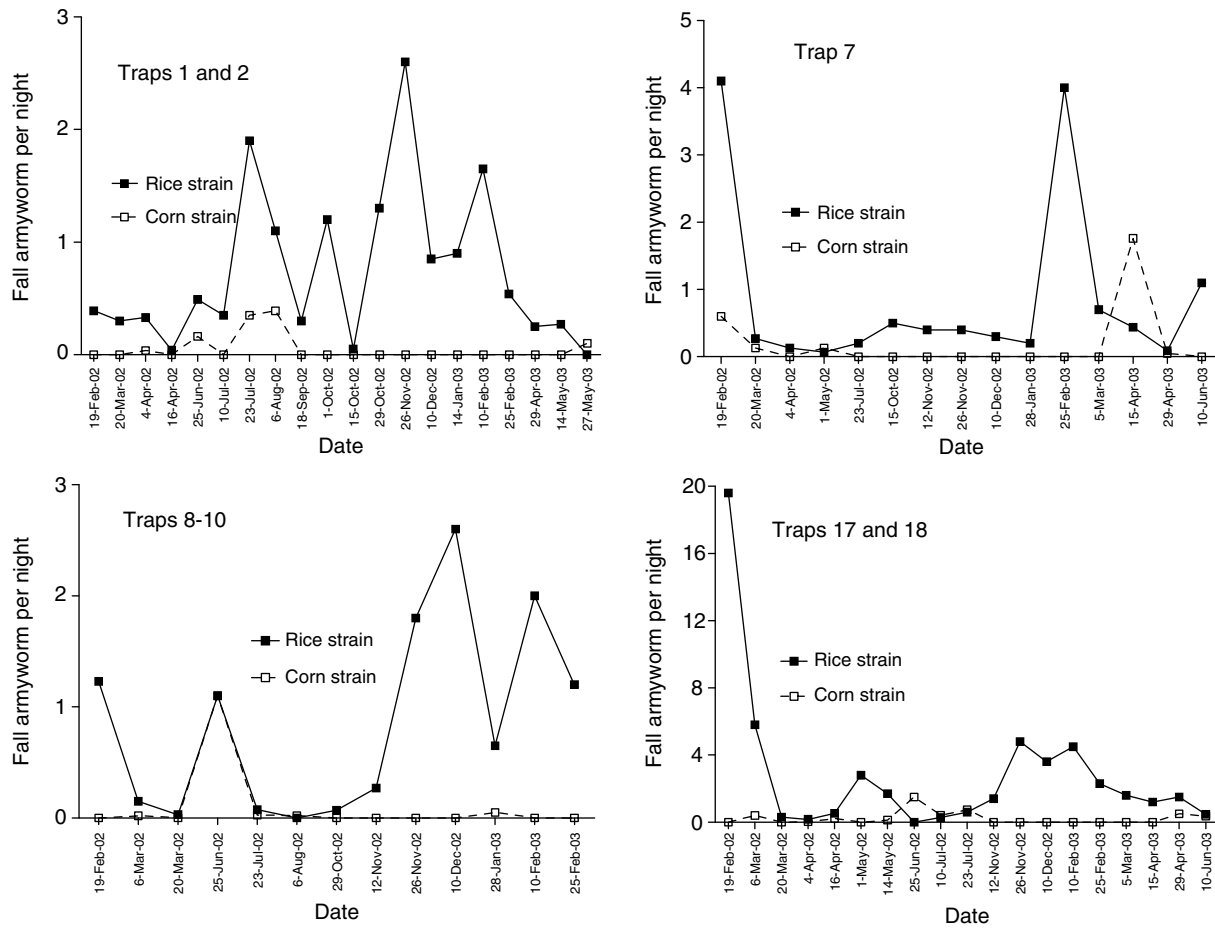 Traps 1 and 2
Fall armyworm per night
3
2
1
0
Rice strain
Corn strain
19-Feb-02
20-Mar-02
4-Apr-02
16-Apr-02
25-Jun-02
10-Jul-02
23-Jul-02
6-Aug-02
18-Sep-02
1-Oct-02
15-Oct-02
29-Oct-02
26-Nov-02
10-Dec-02
14-Jan-03
10-Feb-03
25-Feb-03
29-Apr-03
14-May-03
27-May-03
Date
Trap 7
Fall armyworm per night
5
4
3
2
1
0
Rice strain
Corn strain
19-Feb-02
20-Mar-02
4-Apr-02
1-May-02
23-Jul-02
15-Oct-02
12-Nov-02
26-Nov-02
10-Dec-02
28-Jan-03
25-Feb-03
5-Mar-03
15-Apr-03
29-Apr-03
10-Jun-03
Date
Traps 8-10
Fall armyworm per night
3
2
1
0
Rice strain
Corn strain
19-Feb-02
6-Mar-02
20-Mar-02
25-Jun-02
23-Jul-02
6-Aug-02
29-Oct-02
12-Nov-02
26-Nov-02
10-Dec-02
28-Jan-03
10-Feb-03
25-Feb-03
Date
Traps 17 and 18
Fall armyworm per night
20
16
12
8
4
0
Rice strain
Corn strain
19-Feb-02
6-Mar-02
20-Mar-02
4-Apr-02
16-Apr-02
1-May-02
14-May-02
25-Jun-02
10-Jul-02
23-Jul-02
12-Nov-02
26-Nov-02
10-Dec-02
10-Feb-03
25-Feb-03
5-Mar-03
15-Apr-03
29-Apr-03
10-Jun-03
Date